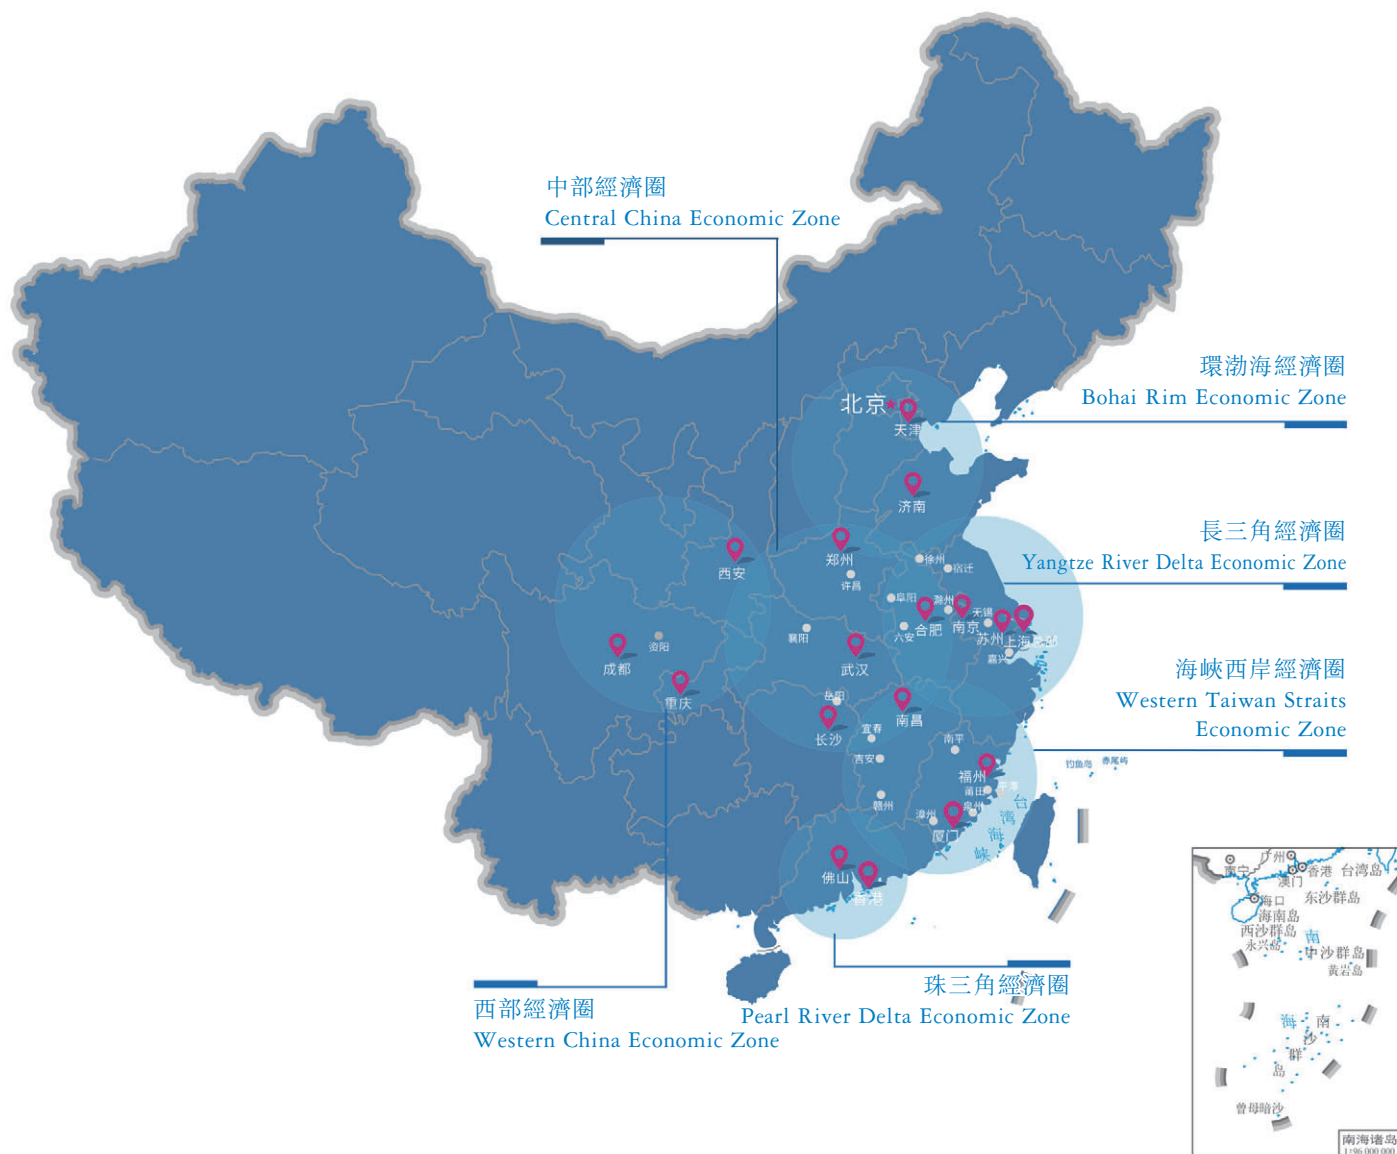 中部經濟圈
Central China Economic Zone
環渤海經濟圈
Bohai Rim Economic Zone
北京
天津
济南
長三角經濟圈
Yangtze River Delta Economic Zone
西安
郑州
许昌
徐州
宿迁
阜阳
滁州
合肥
南京
无锡
苏州
上海总部
六安
嘉兴
襄阳
武汉
成都
资阳
重庆
海峽西岸經濟圈
Western Taiwan Straits
Economic Zone
岳阳
长沙
南昌
宜春
吉安
赣州
南平
福州
莆田
平潭
泉州
漳州
厦门
台
湾
海
峡
钓鱼岛
赤尾屿
佛山
香港
西部經濟圈
Western China Economic Zone
珠三角經濟圈
Pearl River Delta Economic Zone
南宁
广州
香港
澳门
台湾岛
海口
海南岛
东沙群岛
西沙群岛
永兴岛
南
中沙群岛
黄岩岛
海
南
沙
群
岛
曾母暗沙
南海诸岛
1:96 000 000